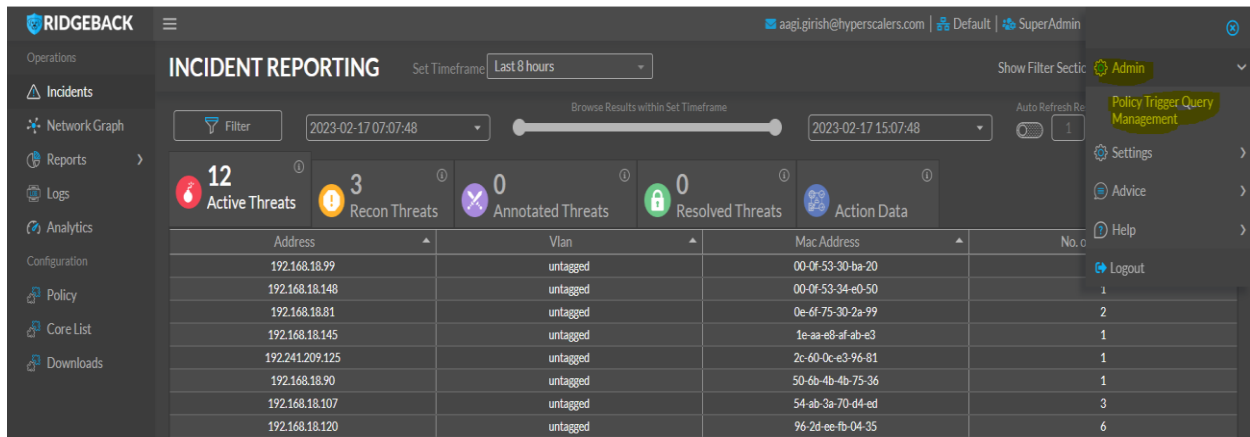 RIDGEBACK
aagi.girish@hyperscalers.com | Default | SuperAdmin
Operations
Incidents
Network Graph
Reports
Logs
Analytics
Configuration
Policy
Core List
Downloads
INCIDENT REPORTING
Set Timeframe Last 8 hours
Show Filter Sectio
Filter
2023-02-17 07:07:48
Browse Results within Set Timeframe
2023-02-17 15:07:48
Auto Refresh Re
1
12
Active Threats
3
Recon Threats
0
Annotated Threats
0
Resolved Threats
Action Data
Address Vlan Mac Address No. o
192.168.18.99 untagged 00-0f-53-30-ba-20
192.168.18.148 untagged 00-0f-53-34-e0-50 1
192.168.18.81 untagged 0e-6f-75-30-2a-99 2
192.168.18.145 untagged 1e-aa-e8-af-ab-e3 1
192.241.209.125 untagged 2c-60-0c-e3-96-81 1
192.168.18.90 untagged 50-6b-4b-4b-75-36 1
192.168.18.107 untagged 54-ab-3a-70-d4-ed 3
192.168.18.120 untagged 96-2d-ee-fb-04-35 6
Admin
Policy Trigger Query
Management
Settings
Advice
Help
Logout